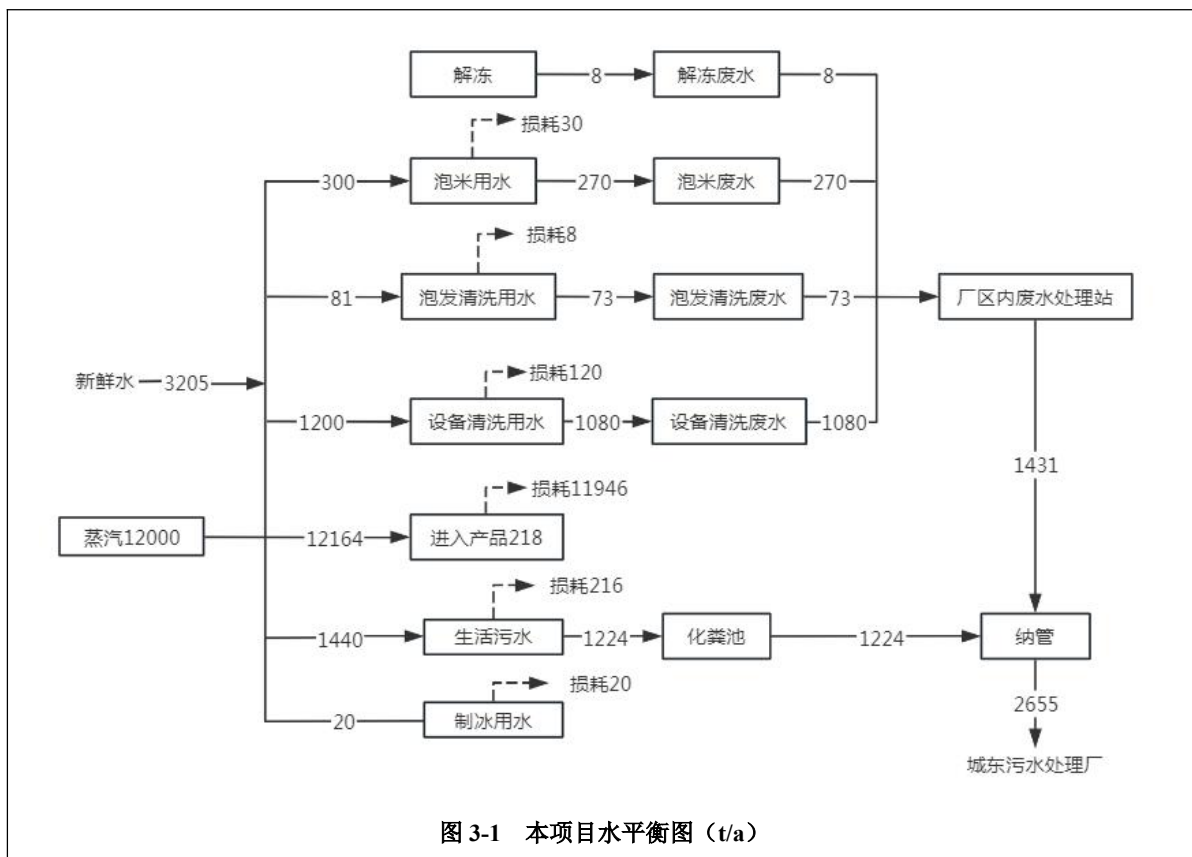 解冻
8
解冻废水
8
损耗30
300
泡米用水
270
泡米废水
270
损耗8
81
泡发清洗用水
73
泡发清洗废水
73
厂区内废水处理站
新鲜水
3205
损耗120
1200
设备清洗用水
1080
设备清洗废水
1080
1431
损耗11946
蒸汽12000
12164
进入产品218
损耗216
1440
生活污水
1224
化粪池
1224
纳管
损耗20
20
制冰用水
2655
城东污水处理厂
图 3-1 本项目水平衡图（t/a）